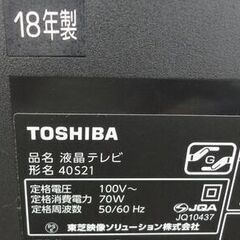 18年製
TOSHIBA
品名 液晶テレビ
形名 40S21
定格電圧 100V～
定格消費電力 70W
定格周波数 50/60 Hz
G
JQA
JQ10437
東芝映像ソリューション株式会社